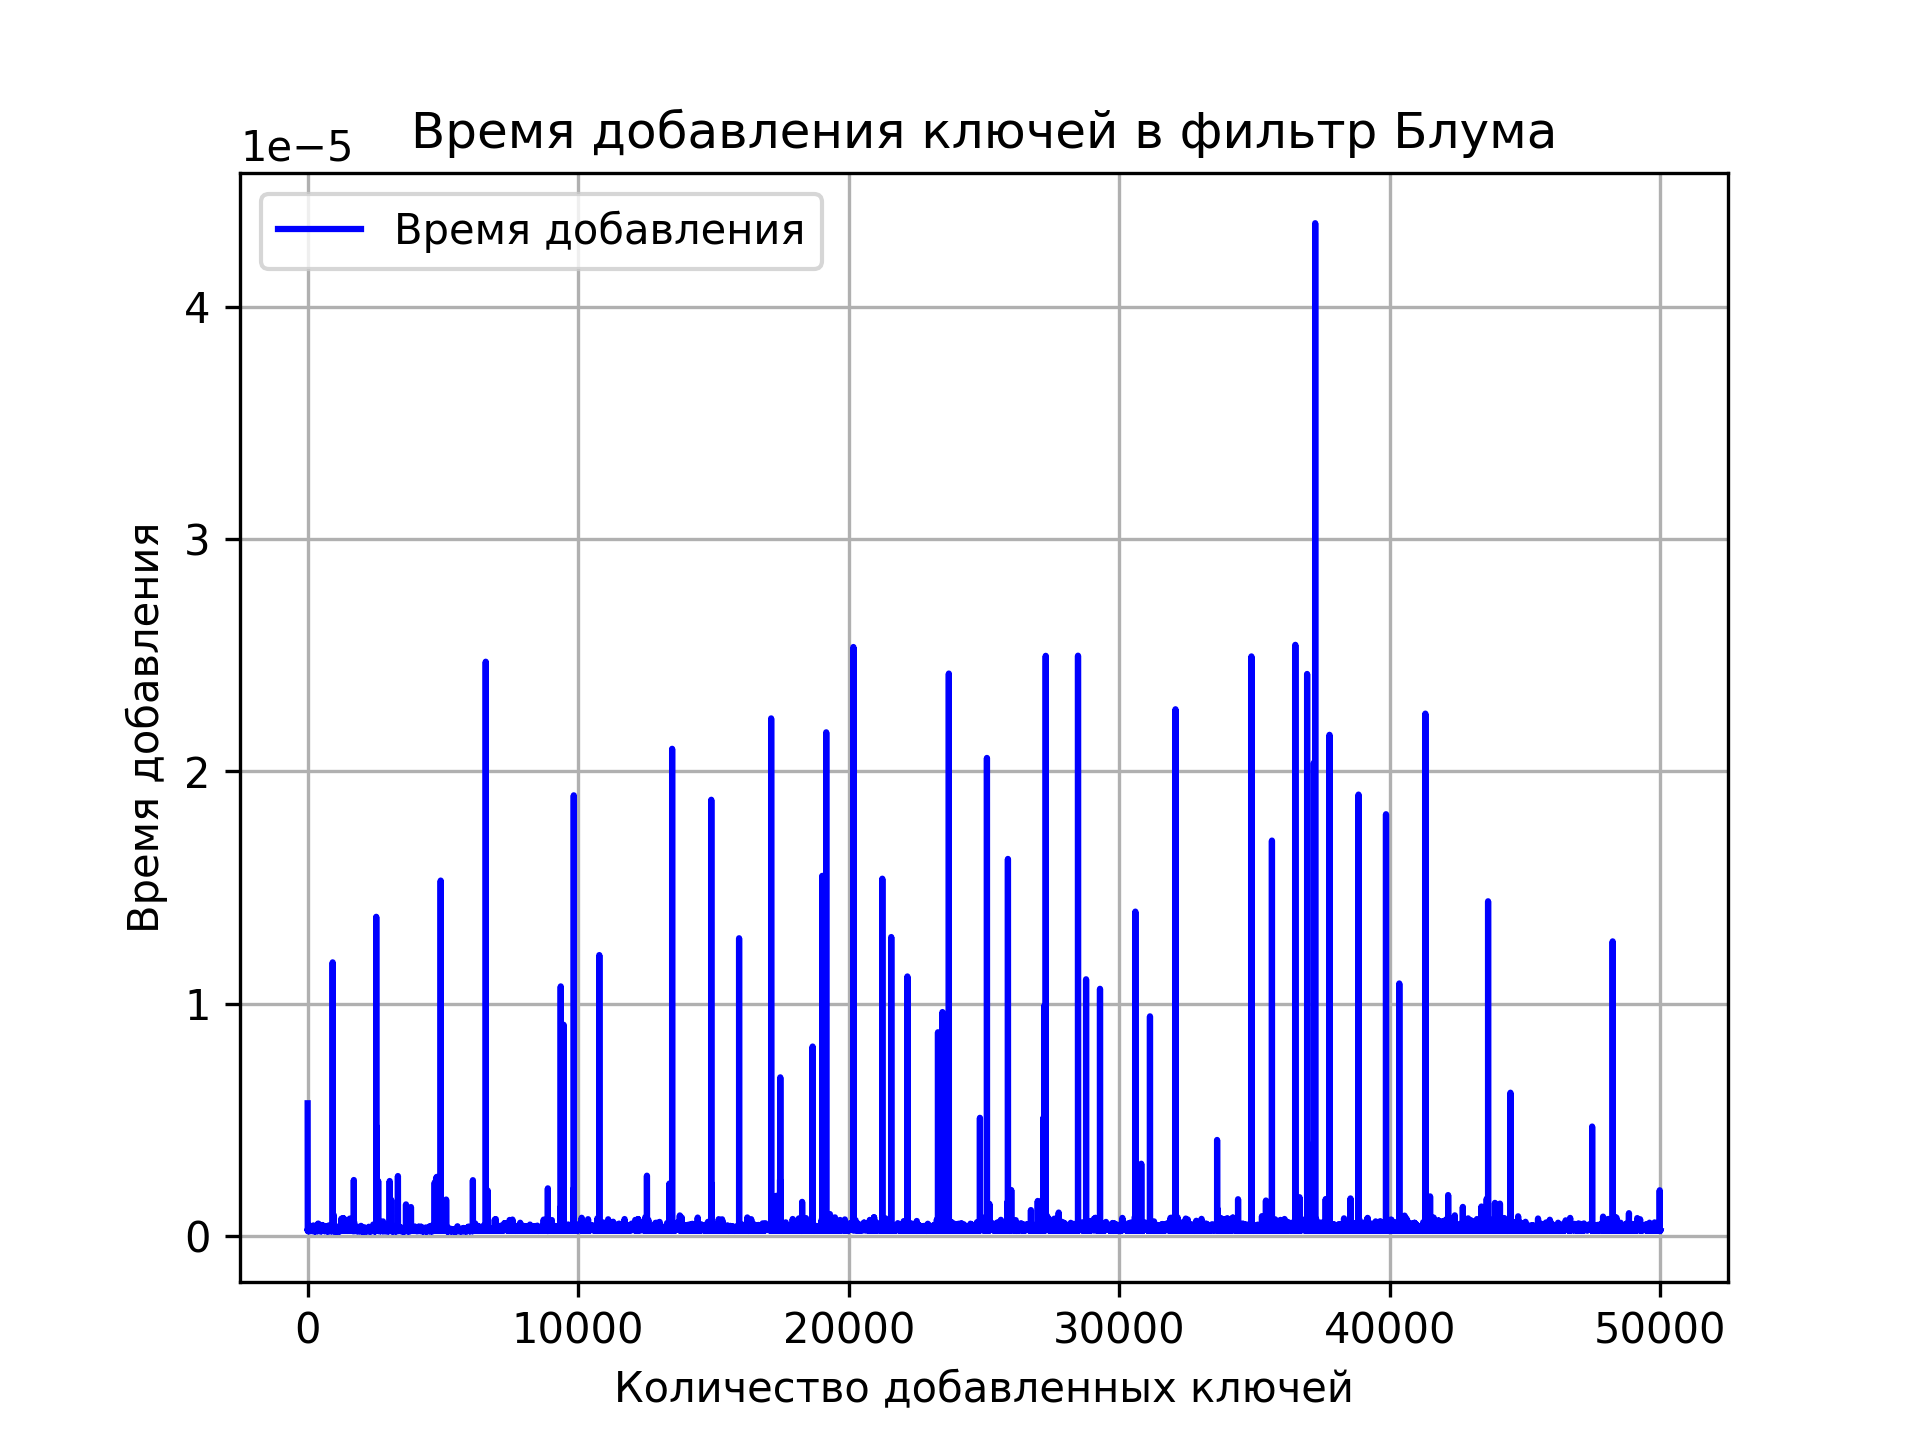 Время добавления ключей в фильтр Блума
1e−5
Время добавления
4
3
2
1
0
Время добавления
0 10000 20000 30000 40000 50000
Количество добавленных ключей